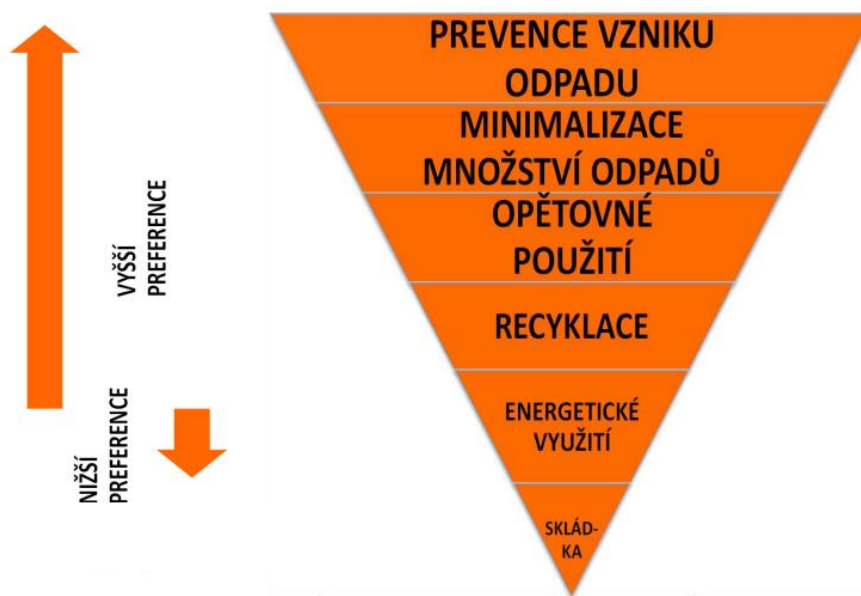 PREVENCE VZNIKU
ODPADU
MINIMALIZACE
MNOŽSTVÍ ODPADŮ
OPĚTOVNÉ
POUŽITÍ
RECYKLACE
ENERGETICKÉ
VYUŽITÍ
SKLÁD-
KA
VYŠŠÍ
PREFERENCE
NIŽŠÍ
PREFERENCE